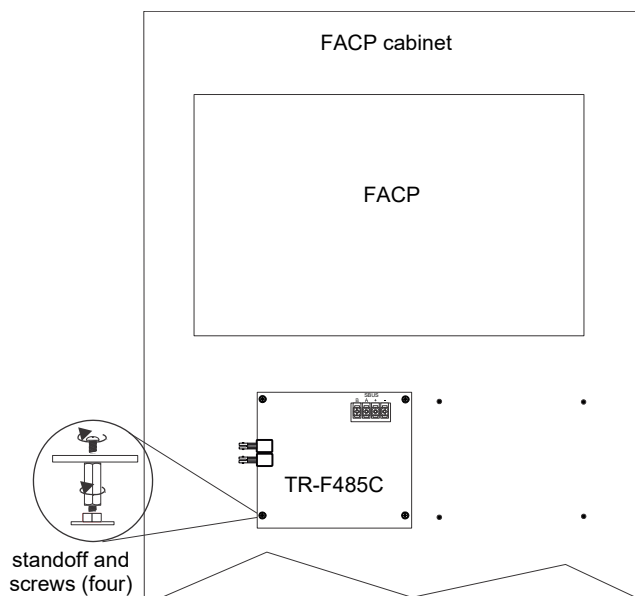 FACP cabinet
FACP
SBUS
B A + -
TR-F485C
standoff and
screws (four)